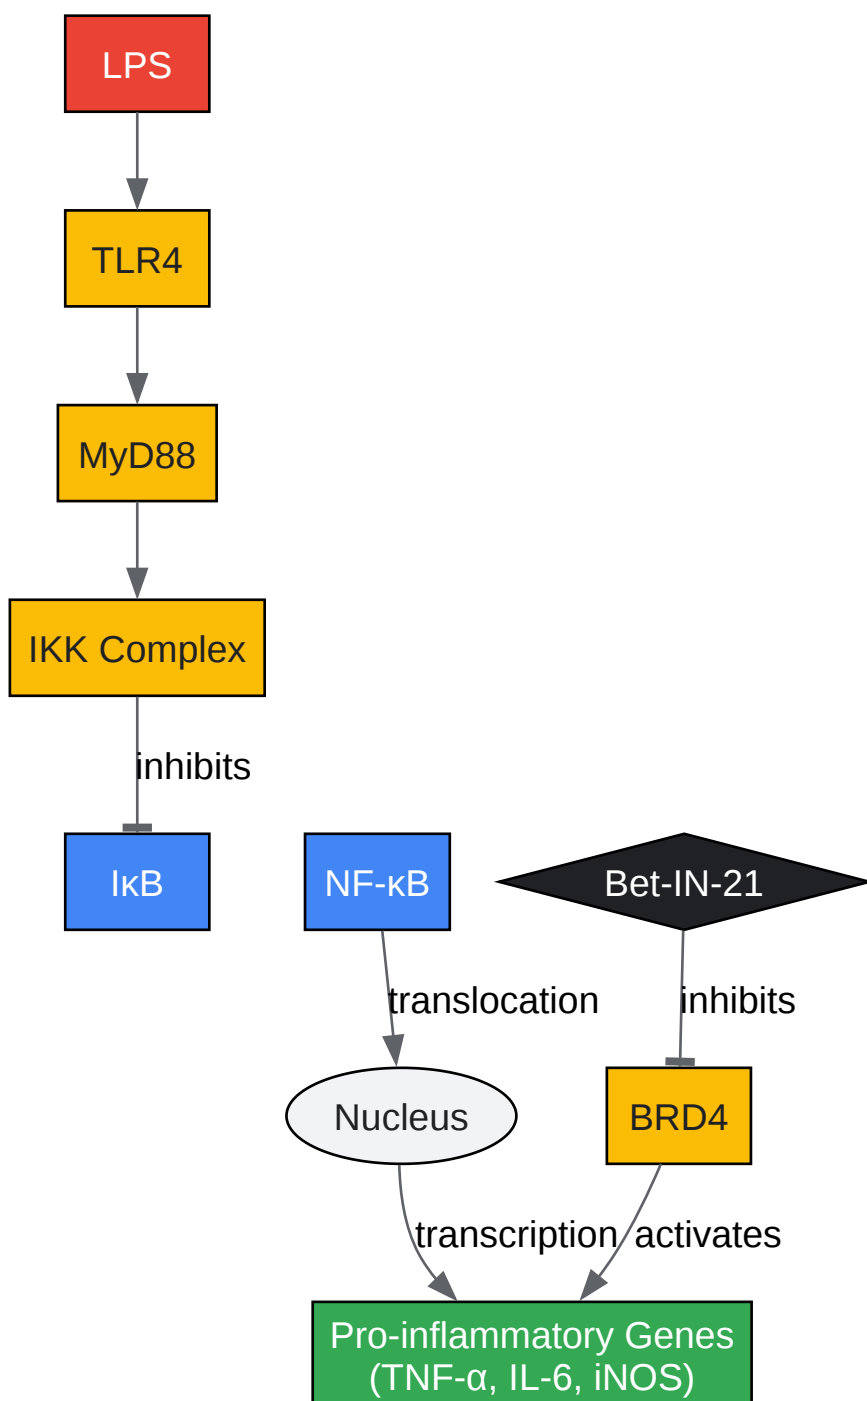 LPS
TLR4
MyD88
IKK Complex
inhibits
IκB
NF-κB
Bet-IN-21
translocation
inhibits
Nucleus
BRD4
transcription
activates
Pro-inflammatory Genes
(TNF-α, IL-6, iNOS)